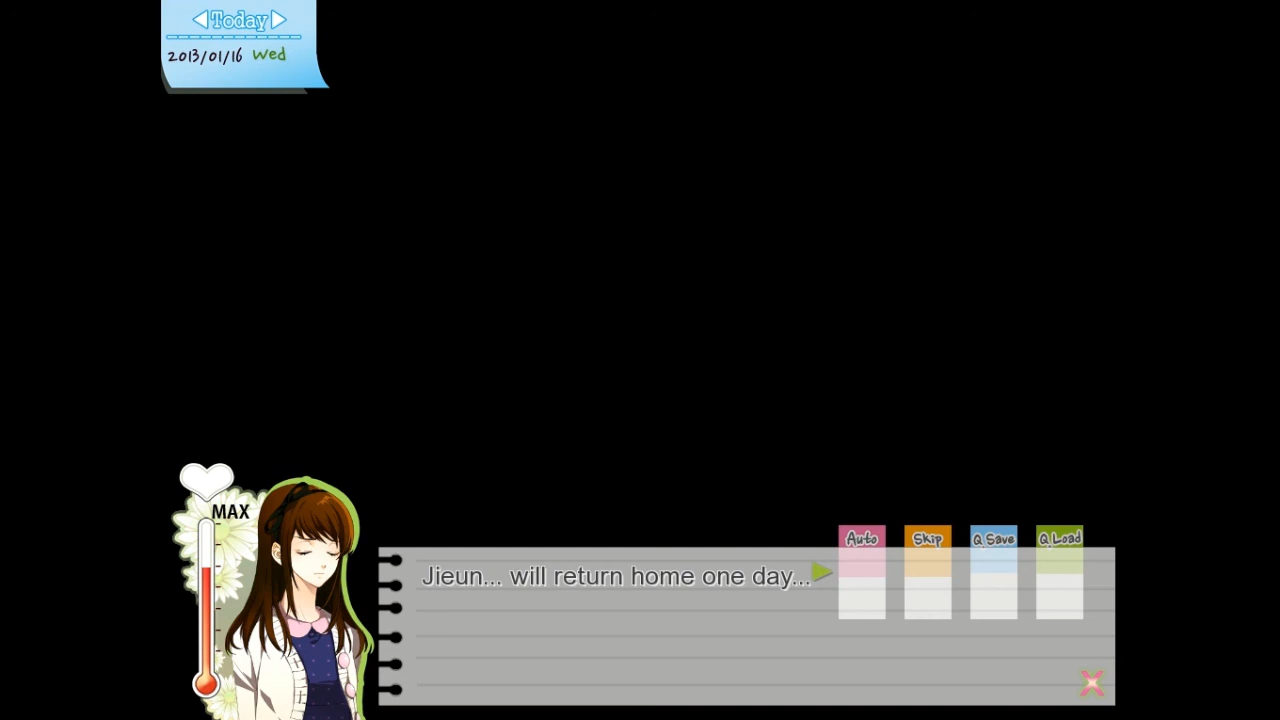 Today
2013/01/16 Wed
MAX
Auto Skip Q.Save Q.Load
Jieun... will return home one day...